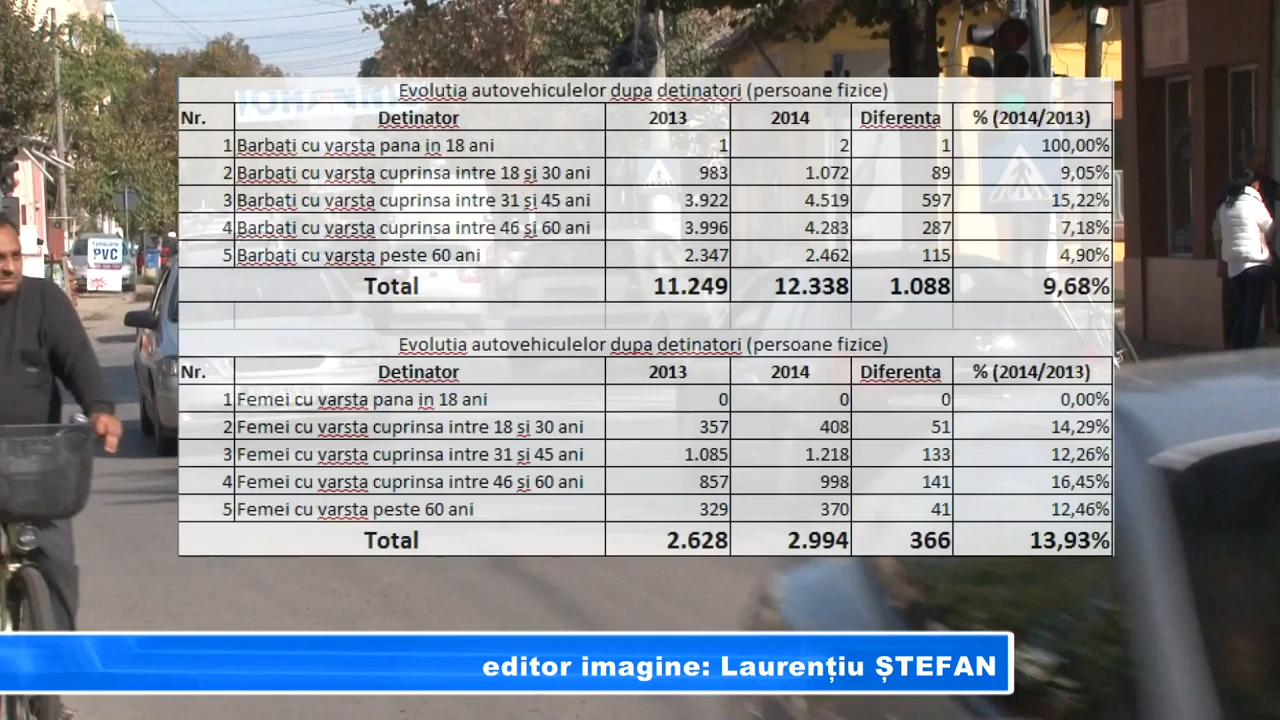 Evolutia autovehiculelor dupa detinatori (persoane fizice)
Nr. Detinator 2013 2014 Diferenta % (2014/2013)
1 Barbati cu varsta pana in 18 ani 1 2 1 100,00%
2 Barbati cu varsta cuprinsa intre 18 si 30 ani 983 1.072 89 9,05%
3 Barbati cu varsta cuprinsa intre 31 si 45 ani 3.922 4.519 597 15,22%
4 Barbati cu varsta cuprinsa intre 46 si 60 ani 3.996 4.283 287 7,18%
5 Barbati cu varsta peste 60 ani 2.347 2.462 115 4,90%
Total 11.249 12.338 1.088 9,68%
Evolutia autovehiculelor dupa detinatori (persoane fizice)
Nr. Detinator 2013 2014 Diferenta % (2014/2013)
1 Femei cu varsta pana in 18 ani 0 0 0 0,00%
2 Femei cu varsta cuprinsa intre 18 si 30 ani 357 408 51 14,29%
3 Femei cu varsta cuprinsa intre 31 si 45 ani 1.085 1.218 133 12,26%
4 Femei cu varsta cuprinsa intre 46 si 60 ani 857 998 141 16,45%
5 Femei cu varsta peste 60 ani 329 370 41 12,46%
Total 2.628 2.994 366 13,93%
PVC
editor imagine: Laurențiu ȘTEFAN